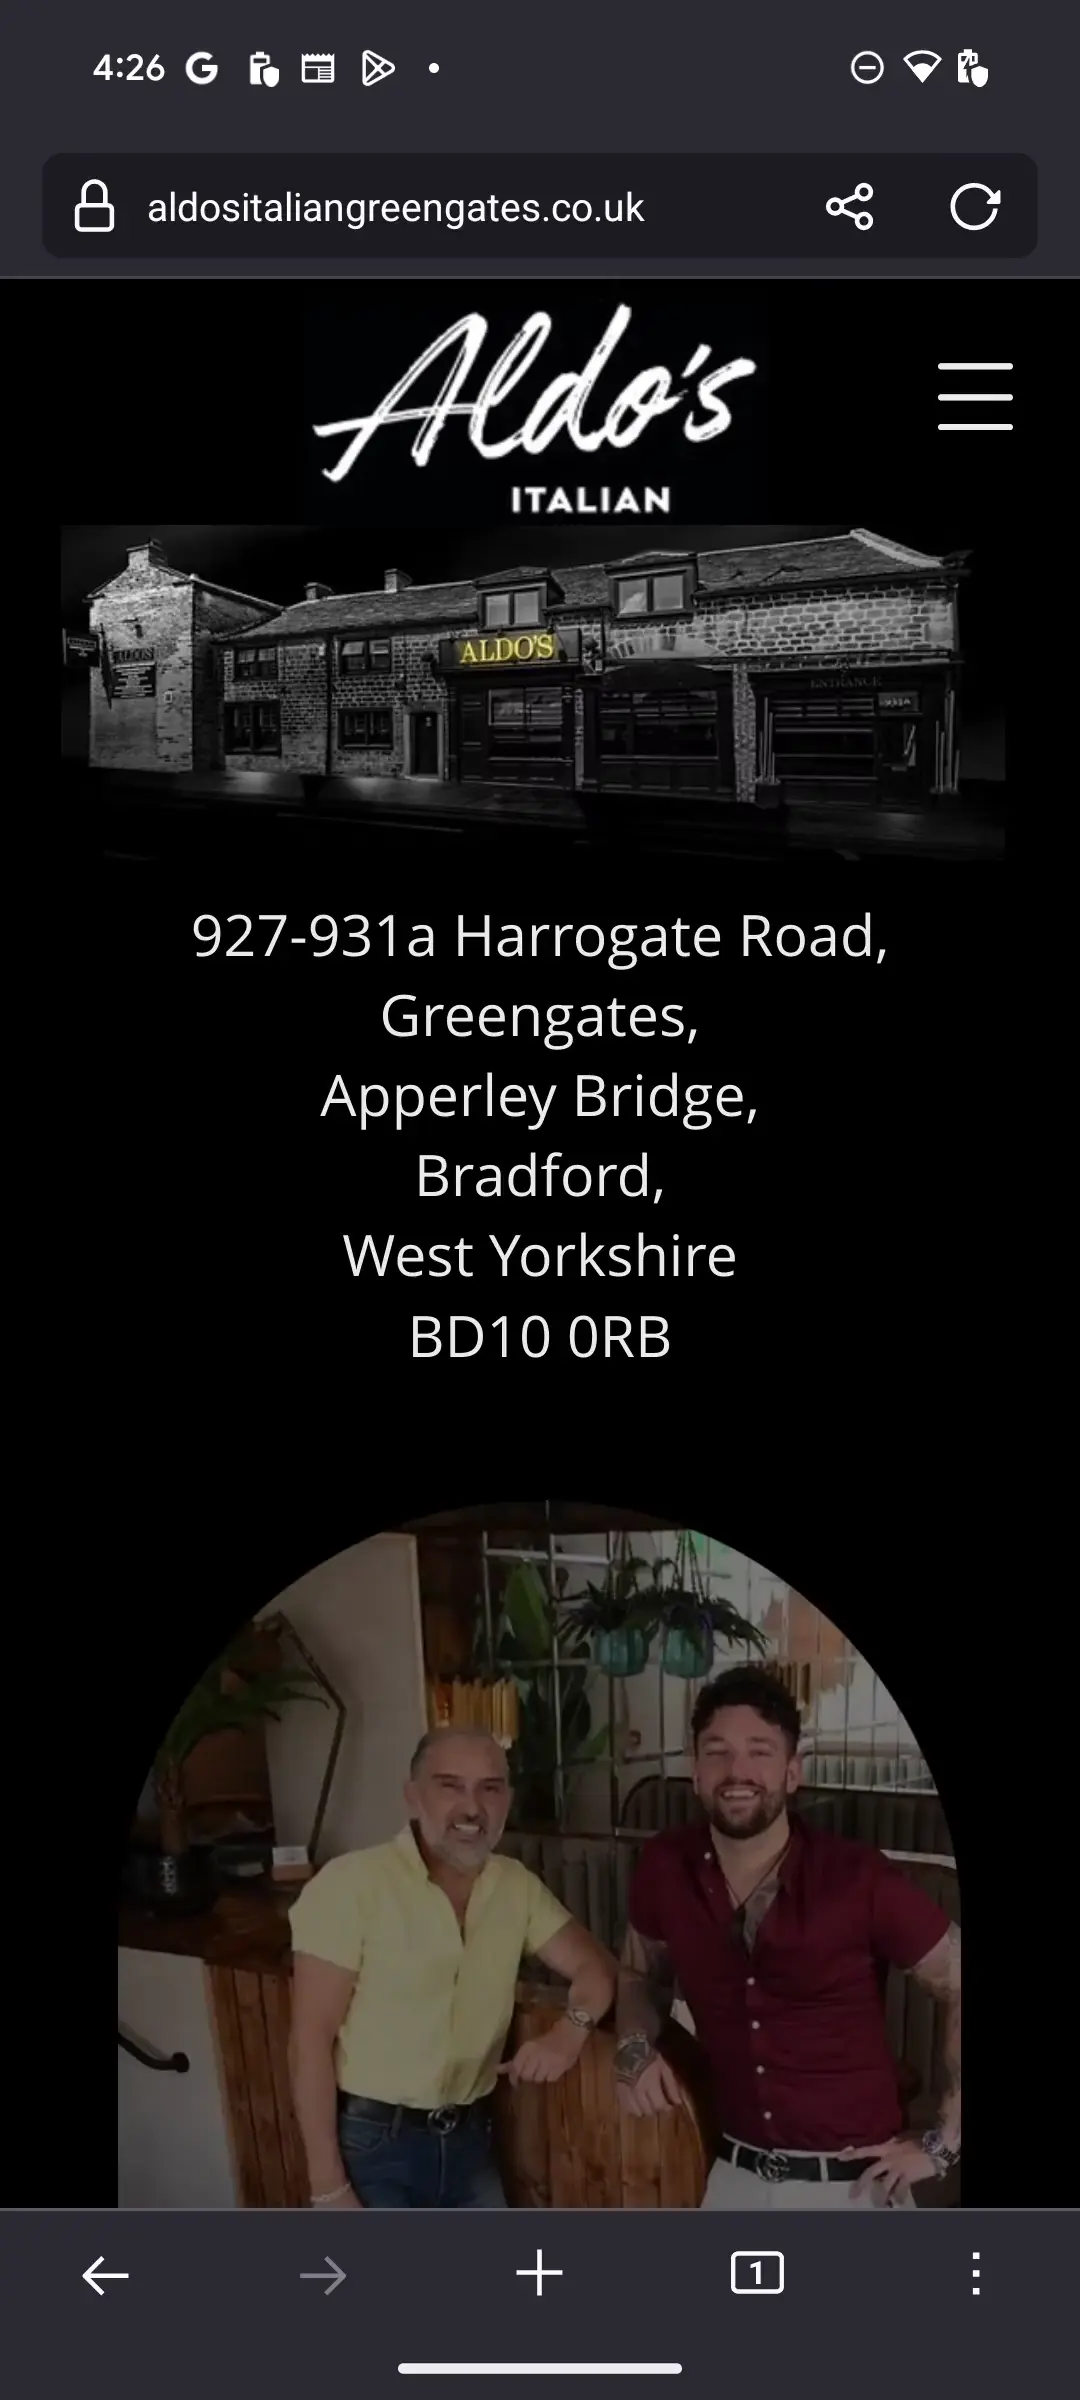 4:26
aldositaliangreengates.co.uk
Aldo's
ITALIAN
ALDO'S
ALDO'S
ENTRANCE
927-931a Harrogate Road,
Greengates,
Apperley Bridge,
Bradford,
West Yorkshire
BD10 0RB
1